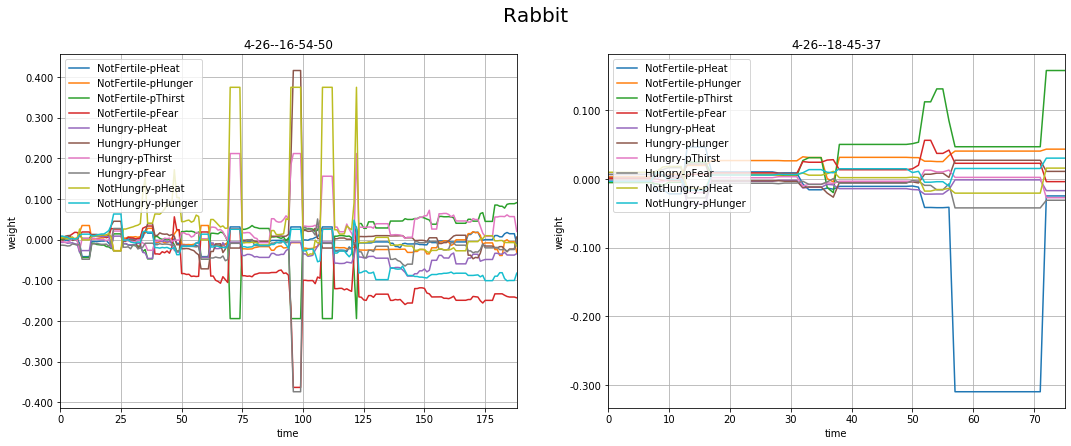 Rabbit
4-26--16-54-50
weight
0.400
0.300
0.200
0.100
0.000
-0.100
-0.200
-0.300
-0.400
NotFertile-pHeat
NotFertile-pHunger
NotFertile-pThirst
NotFertile-pFear
Hungry-pHeat
Hungry-pHunger
Hungry-pThirst
Hungry-pFear
NotHungry-pHeat
NotHungry-pHunger
0 25 50 75 100 125 150 175
time
4-26--18-45-37
weight
0.100
0.000
-0.100
-0.200
-0.300
NotFertile-pHeat
NotFertile-pHunger
NotFertile-pThirst
NotFertile-pFear
Hungry-pHeat
Hungry-pHunger
Hungry-pThirst
Hungry-pFear
NotHungry-pHeat
NotHungry-pHunger
0 10 20 30 40 50 60 70
time